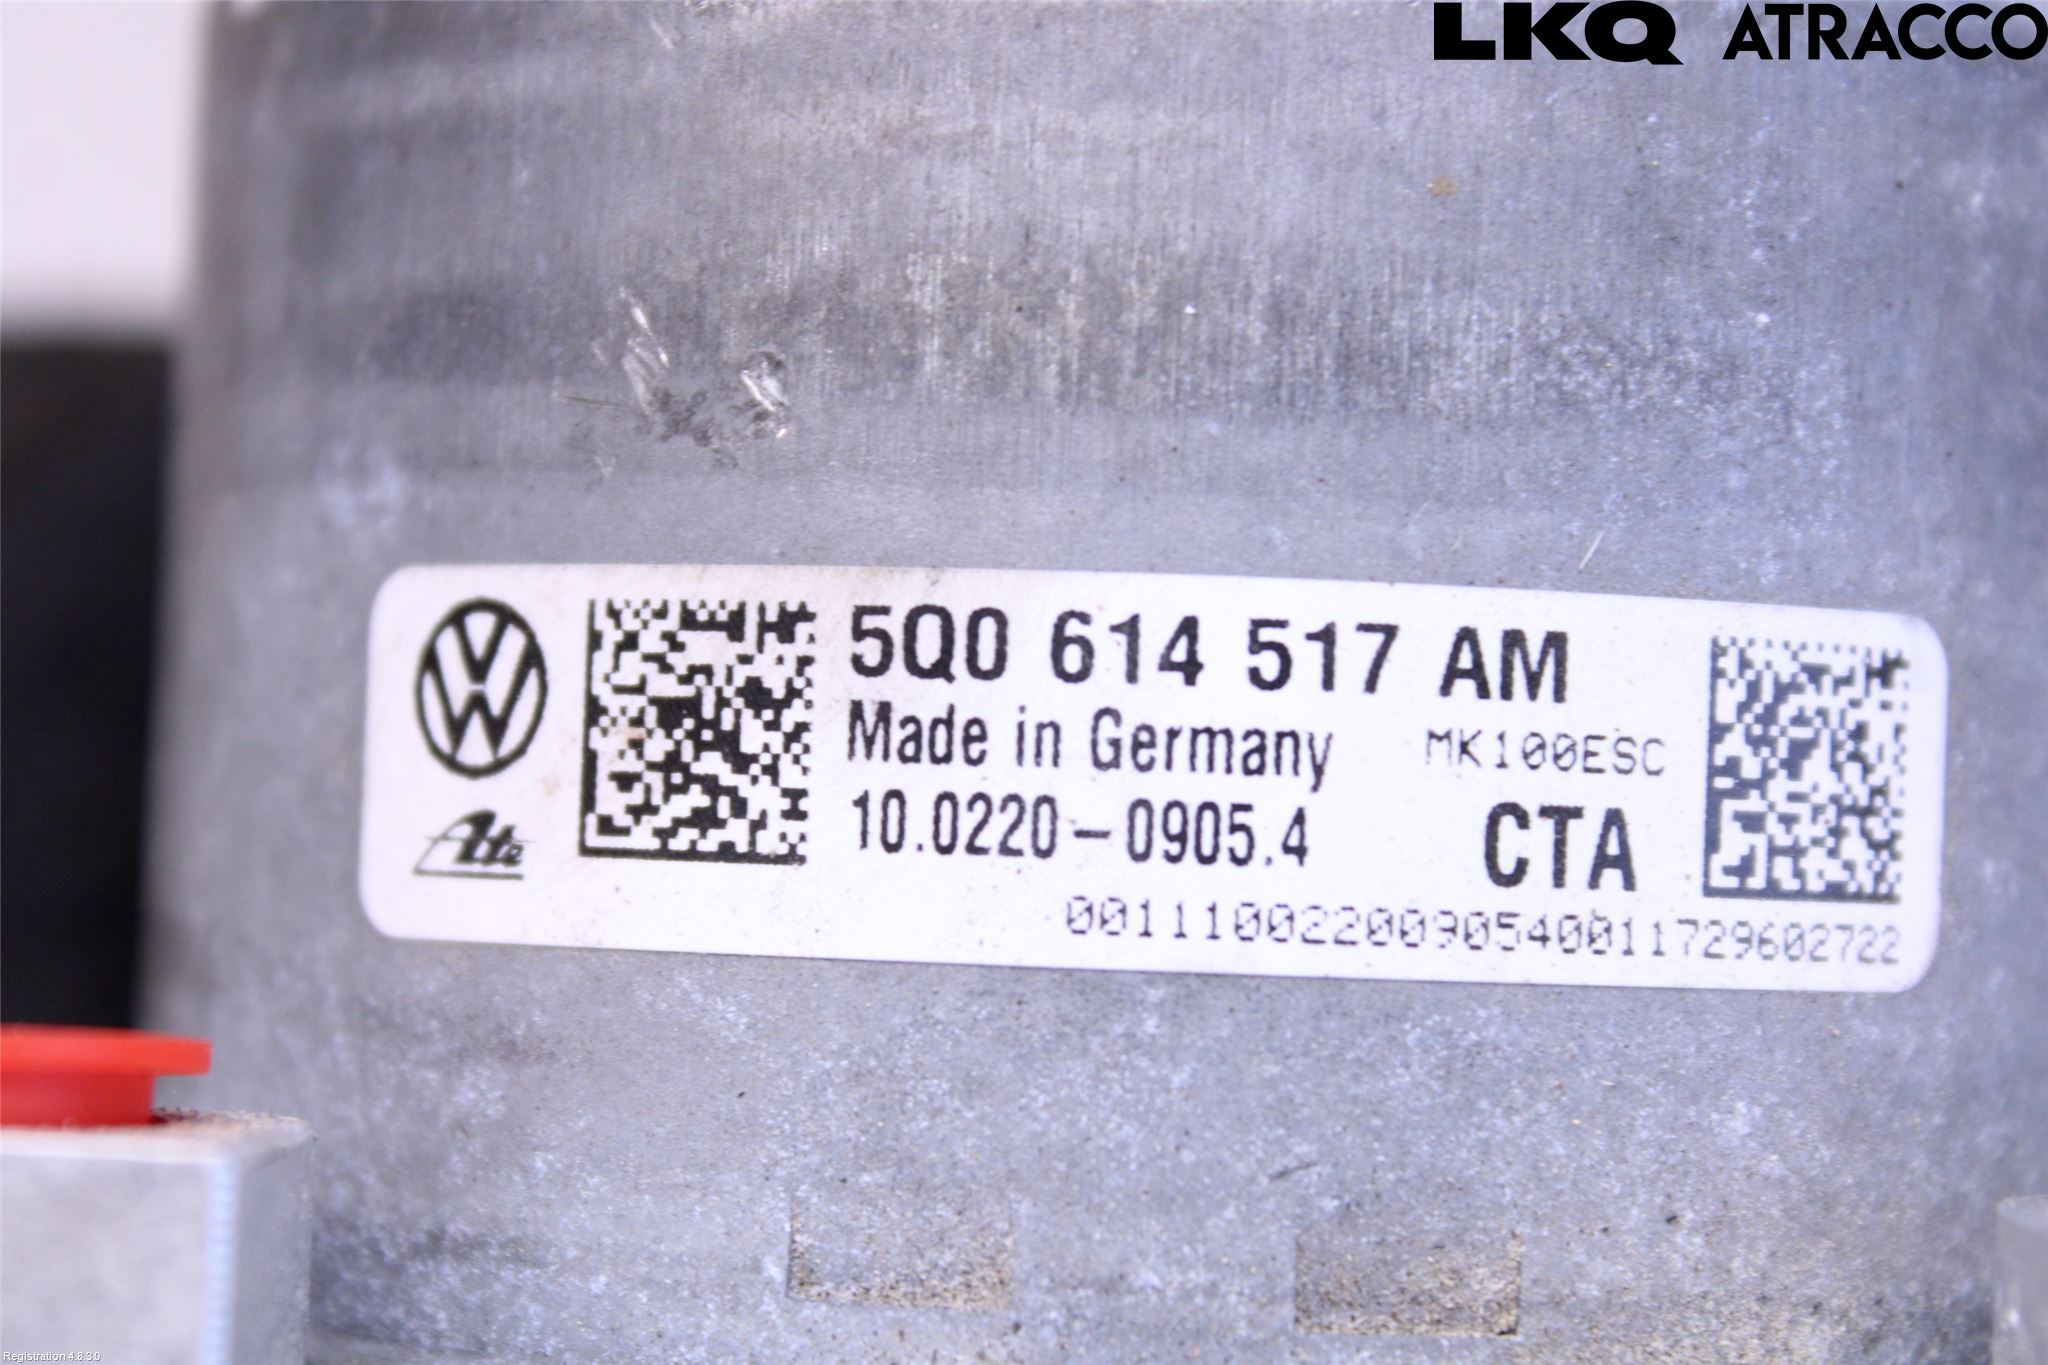 LKQ ATRACCO
5Q0 614 517 AM
Made in Germany MK100ESC
10.0220-0905.4 CTA
Ate
0011100220090540011729602722
Registration 4.8.3.0